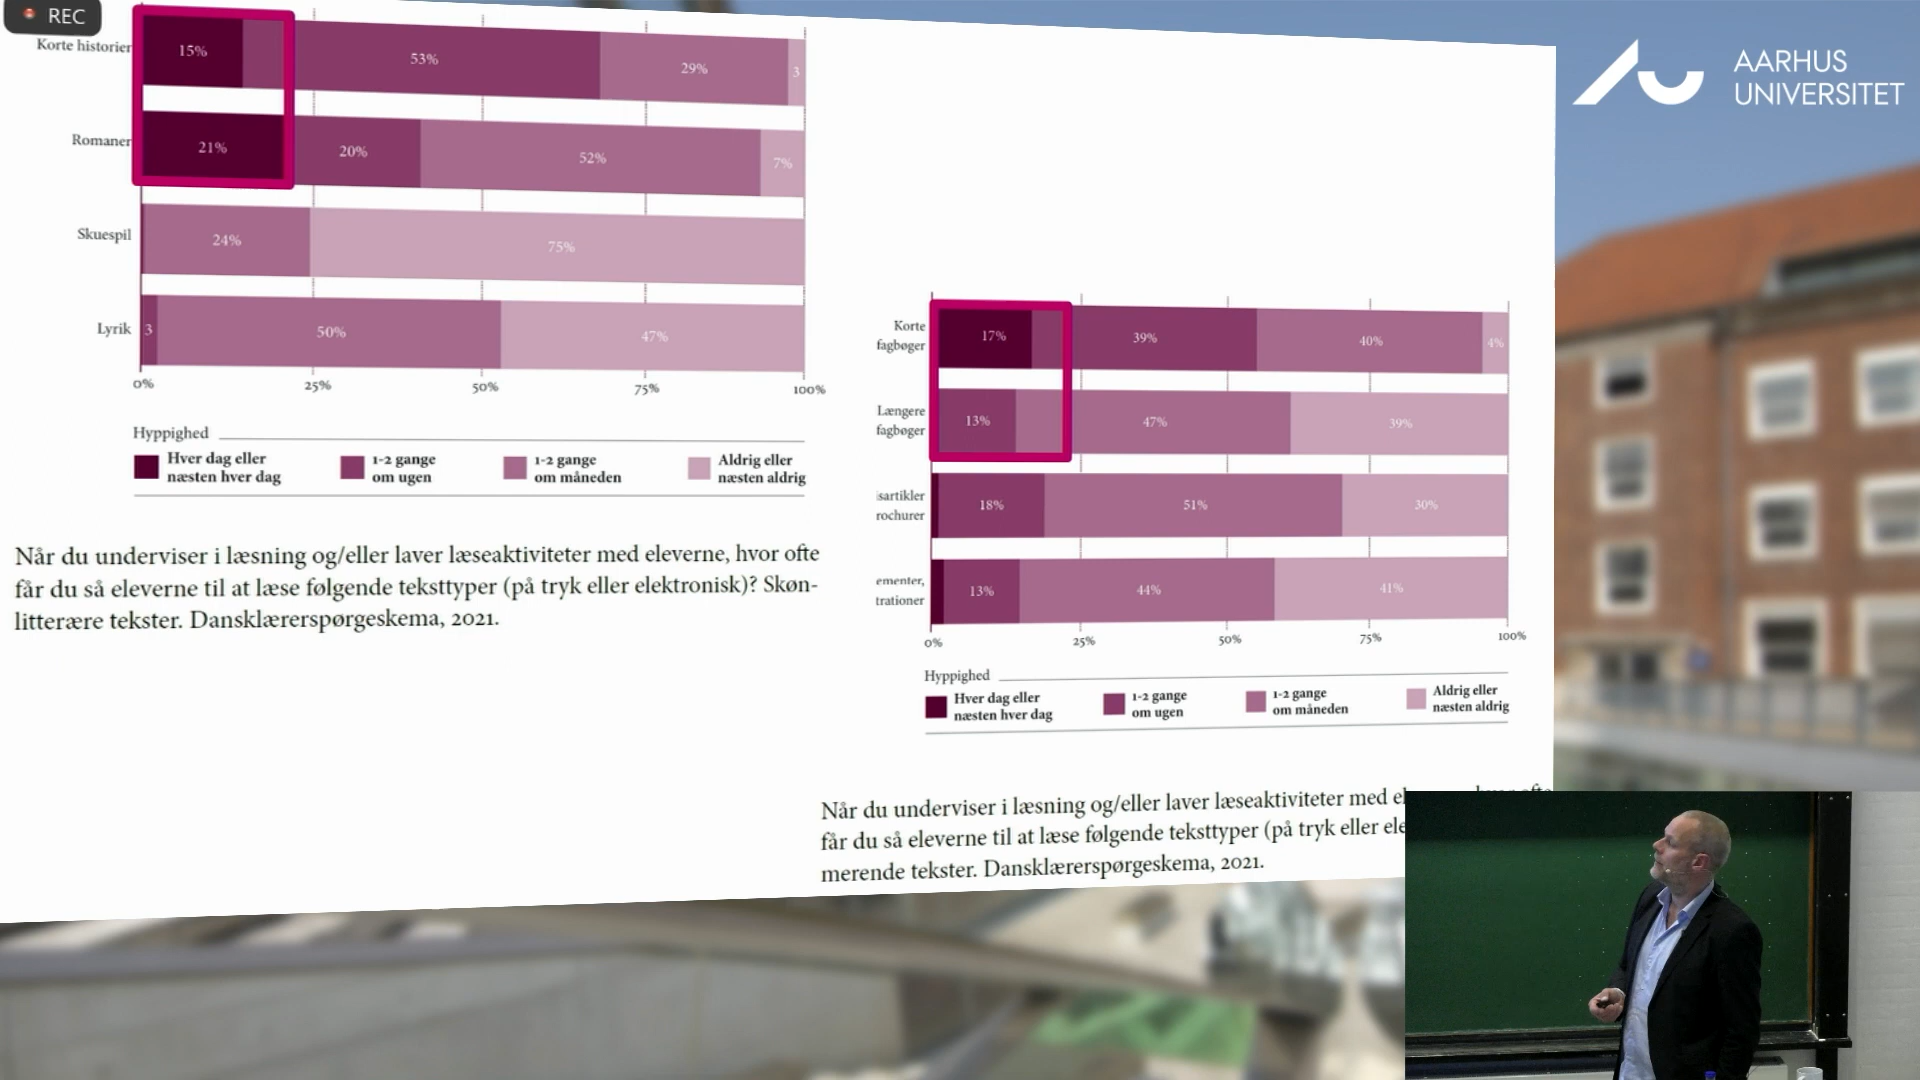 REC
AARHUS
UNIVERSITET
Korte historier
15%
53%
29%
3
Romaner
21%
20%
52%
7%
Skuespil
24%
75%
Lyrik
3
50%
47%
0%
25%
50%
75%
100%
Hyppighed
Hver dag eller
næsten hver dag
1-2 gange
om ugen
1-2 gange
om måneden
Aldrig eller
næsten aldrig
Når du underviser i læsning og/eller laver læseaktiviteter med eleverne, hvor ofte
får du så eleverne til at læse følgende teksttyper (på tryk eller elektronisk)? Skøn-
litterære tekster. Dansklærerspørgeskema, 2021.
Korte
fagbøger
17%
39%
40%
4%
Længere
fagbøger
13%
47%
39%
isartikler
rochurer
18%
51%
30%
ementer,
trationer
13%
44%
41%
0%
25%
50%
75%
100%
Hyppighed
Hver dag eller
næsten hver dag
1-2 gange
om ugen
1-2 gange
om måneden
Aldrig eller
næsten aldrig
Når du underviser i læsning og/eller laver læseaktiviteter med el
får du så eleverne til at læse følgende teksttyper (på tryk eller ele
merende tekster. Dansklærerspørgeskema, 2021.